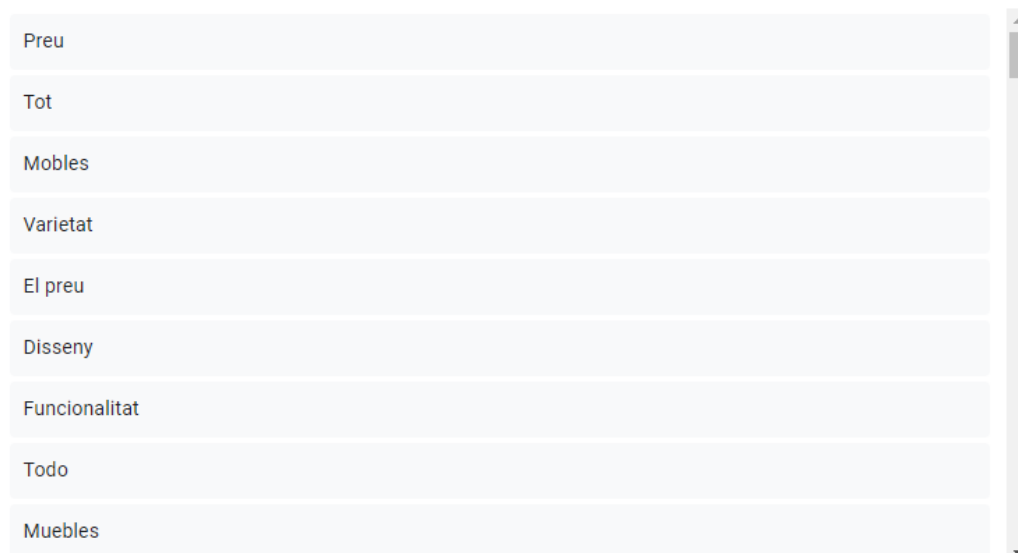 Preu
Tot
Mobles
Varietat
El preu
Disseny
Funcionalitat
Todo
Muebles